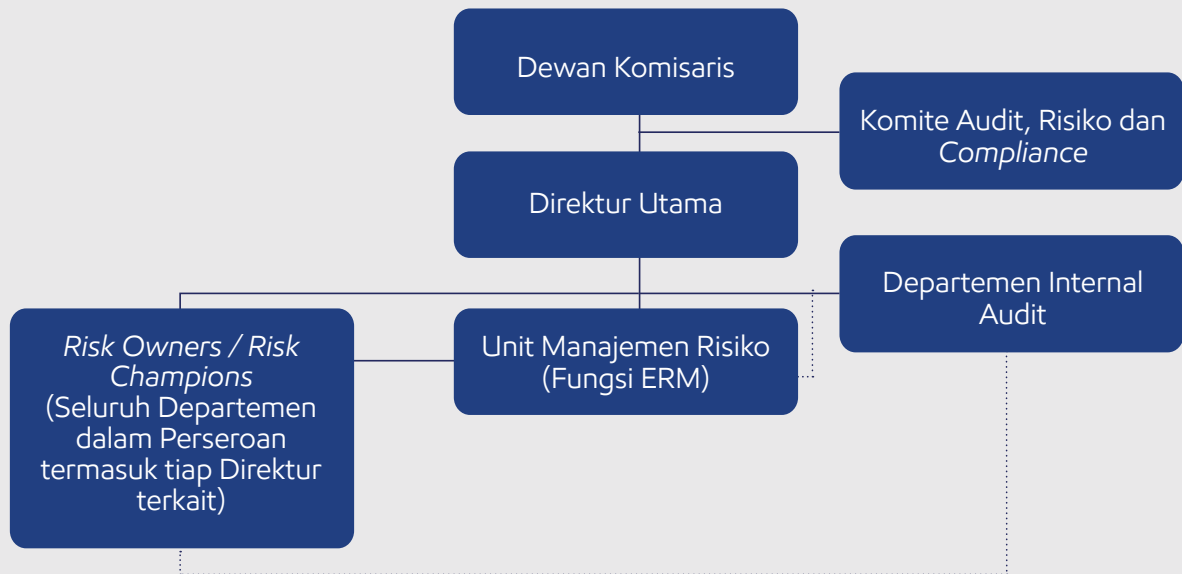 Dewan Komisaris
Komite Audit, Risiko dan
Compliance
Direktur Utama
Departemen Internal
Audit
Risk Owners / Risk
Champions
(Seluruh Departemen
dalam Perseroan
termasuk tiap Direktur
terkait)
Unit Manajemen Risiko
(Fungsi ERM)